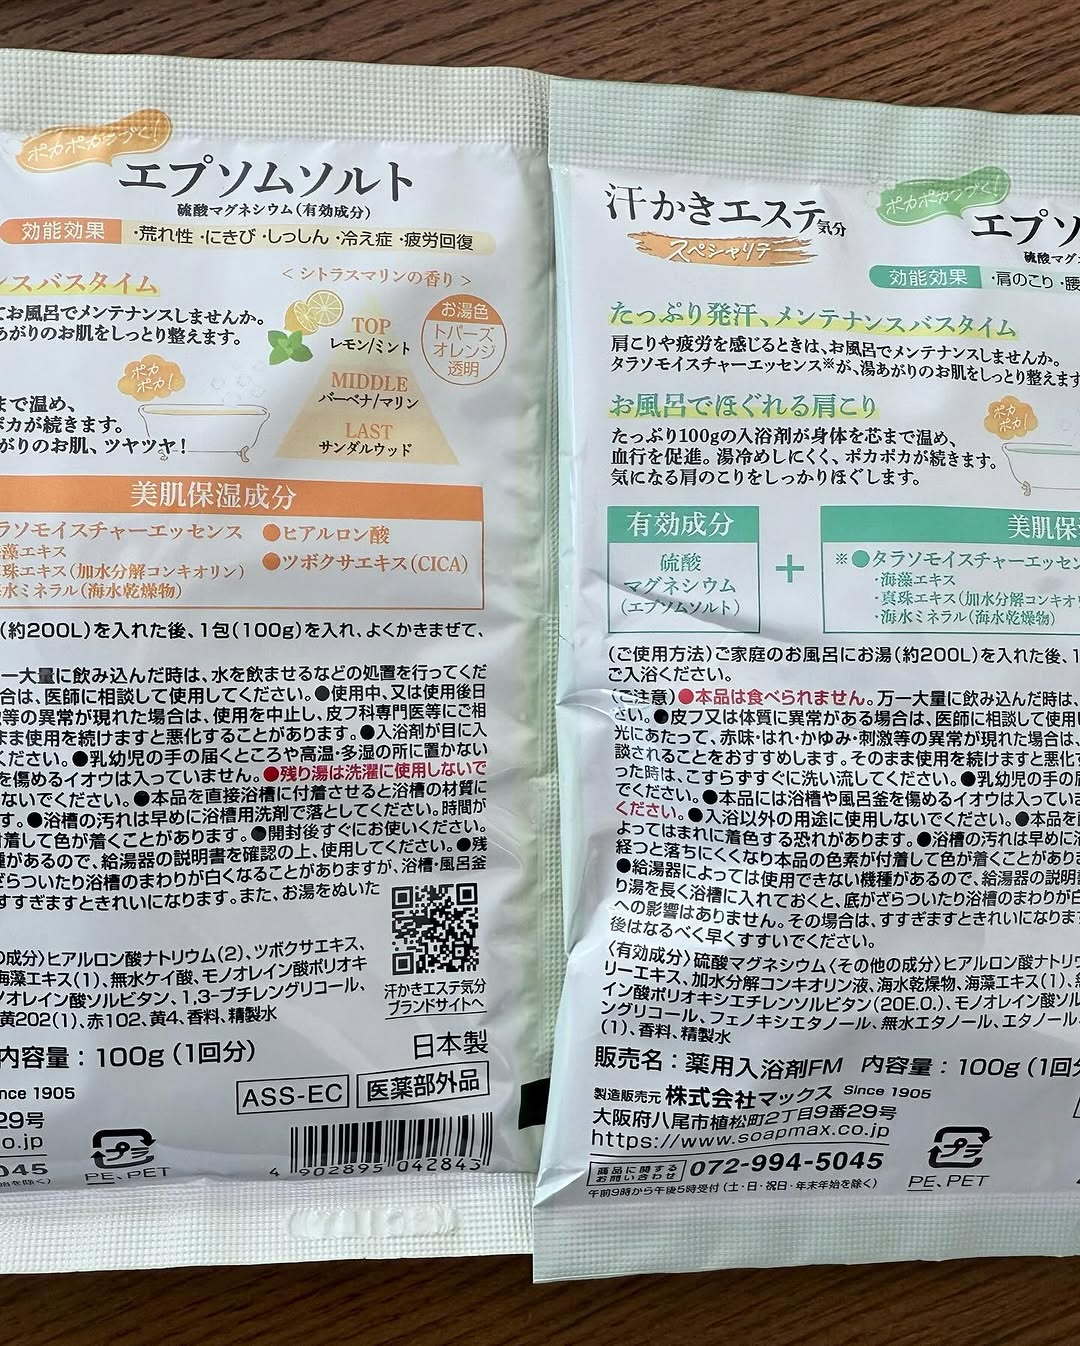 ポカポカつづく!
エプソムソルト
硫酸マグネシウム(有効成分)
効能効果 ・荒れ性・にきび・しっしん・冷え症・疲労回復
ンスバスタイム
<シトラスマリンの香り>
てお風呂でメンテナンスしませんか。
あがりのお肌をしっとり整えます。
TOP
レモン/ミント
MIDDLE
バーベナ/マリン
LAST
サンダルウッド
お湯色
トパーズ
オレンジ
透明
ポカ
ポカ!
まで温め、
ポカが続きます。
がりのお肌、ツヤツヤ!
美肌保湿成分
ラソモイスチャーエッセンス ●ヒアルロン酸
藻エキス
珠エキス(加水分解コンキオリン) ●ツボクサエキス(CICA)
水ミネラル(海水乾燥物)
(約200L)を入れた後、1包(100g)を入れ、よくかきまぜて、
一大量に飲み込んだ時は、水を飲ませるなどの処置を行ってくだ
合は、医師に相談して使用してください。●使用中、又は使用後日
等の異常が現れた場合は、使用を中止し、皮フ科専門医等にご相
まま使用を続けますと悪化することがあります。●入浴剤が目に入
ください。●乳幼児の手の届くところや高温・多湿の所に置かない
を傷めるイオウは入っていません。●残り湯は洗濯に使用しないで
ないでください。●本品を直接浴槽に付着させると浴槽の材質に
す。●浴槽の汚れは早めに浴槽用洗剤で落としてください。時間が
着して色が着くことがあります。●開封後すぐにお使いください。
種があるので、給湯器の説明書を確認の上、使用してください。●残
ざらついたり浴槽のまわりが白くなることがありますが、浴槽・風呂釜
すすぎますときれいになります。また、お湯をぬいた
の成分〉ヒアルロン酸ナトリウム(2)、ツボクサエキス、
海藻エキス(1)、無水ケイ酸、モノオレイン酸ポリオキ
ノオレイン酸ソルビタン、1,3-ブチレングリコール、
黄202(1)、赤102、黄4、香料、精製水
汗かきエステ気分
ブランドサイトへ
内容量:100g(1回分)
日本製
ince 1905
ASS-EC 医薬部外品
29号
o.jp
045
始を除く)
プラ
PE、PET
4 902895 042843
汗かきエステ気分
スペシャリテ
ポカポカつづく!
エプソ
硫酸マグ
効能効果 ・肩のこり・腰
たっぷり発汗、メンテナンスバスタイム
肩こりや疲労を感じるときは、お風呂でメンテナンスしませんか。
タラソモイスチャーエッセンス※が、湯あがりのお肌をしっとり整えます
お風呂でほぐれる肩こり
たっぷり100gの入浴剤が身体を芯まで温め、
血行を促進。湯冷めしにくく、ポカポカが続きます。
気になる肩のこりをしっかりほぐします。
ポカ
ポカ!
有効成分
硫酸
マグネシウム
(エプソムソルト)
+
美肌保
※●タラソモイスチャーエッセン
・海藻エキス
・真珠エキス(加水分解コンキオ
・海水ミネラル(海水乾燥物)
(ご使用方法)ご家庭のお風呂にお湯(約200L)を入れた後、1
ご入浴ください。
(ご注意)●本品は食べられません。万一大量に飲み込んだ時は、
さい。●皮フ又は体質に異常がある場合は、医師に相談して使用
光にあたって、赤味・はれ・かゆみ・刺激等の異常が現れた場合は、
談されることをおすすめします。そのまま使用を続けますと悪化す
った時は、こすらずすぐに洗い流してください。●乳幼児の手の届
でください。●本品には浴槽や風呂釜を傷めるイオウは入ってい
ください。●入浴以外の用途に使用しないでください。●本品を
よってはまれに着色する恐れがあります。●浴槽の汚れは早めに
経つと落ちにくくなり本品の色素が付着して色が着くことがあり
●給湯器によっては使用できない機種があるので、給湯器の説明
り湯を長く浴槽に入れておくと、底がざらついたり浴槽のまわりが
への影響はありません。その場合は、すすぎますときれいになりま
後はなるべく早くすすいでください。
〈有効成分〉硫酸マグネシウム〈その他の成分〉ヒアルロン酸ナトリ
リーエキス、加水分解コンキオリン液、海水乾燥物、海藻エキス(1)、
イン酸ポリオキシエチレンソルビタン(20E.O.)、モノオレイン酸ソル
ングリコール、フェノキシエタノール、無水エタノール、エタノール、
(1)、香料、精製水
販売名:薬用入浴剤FM 内容量:100g(1回分
製造販売元 株式会社マックス Since 1905
大阪府八尾市植松町2丁目9番29号
https://www.soapmax.co.jp
商品に関する
お問い合わせ 072-994-5045
午前9時から午後5時受付(土・日・祝日・年末年始を除く)
プラ
PE、PET